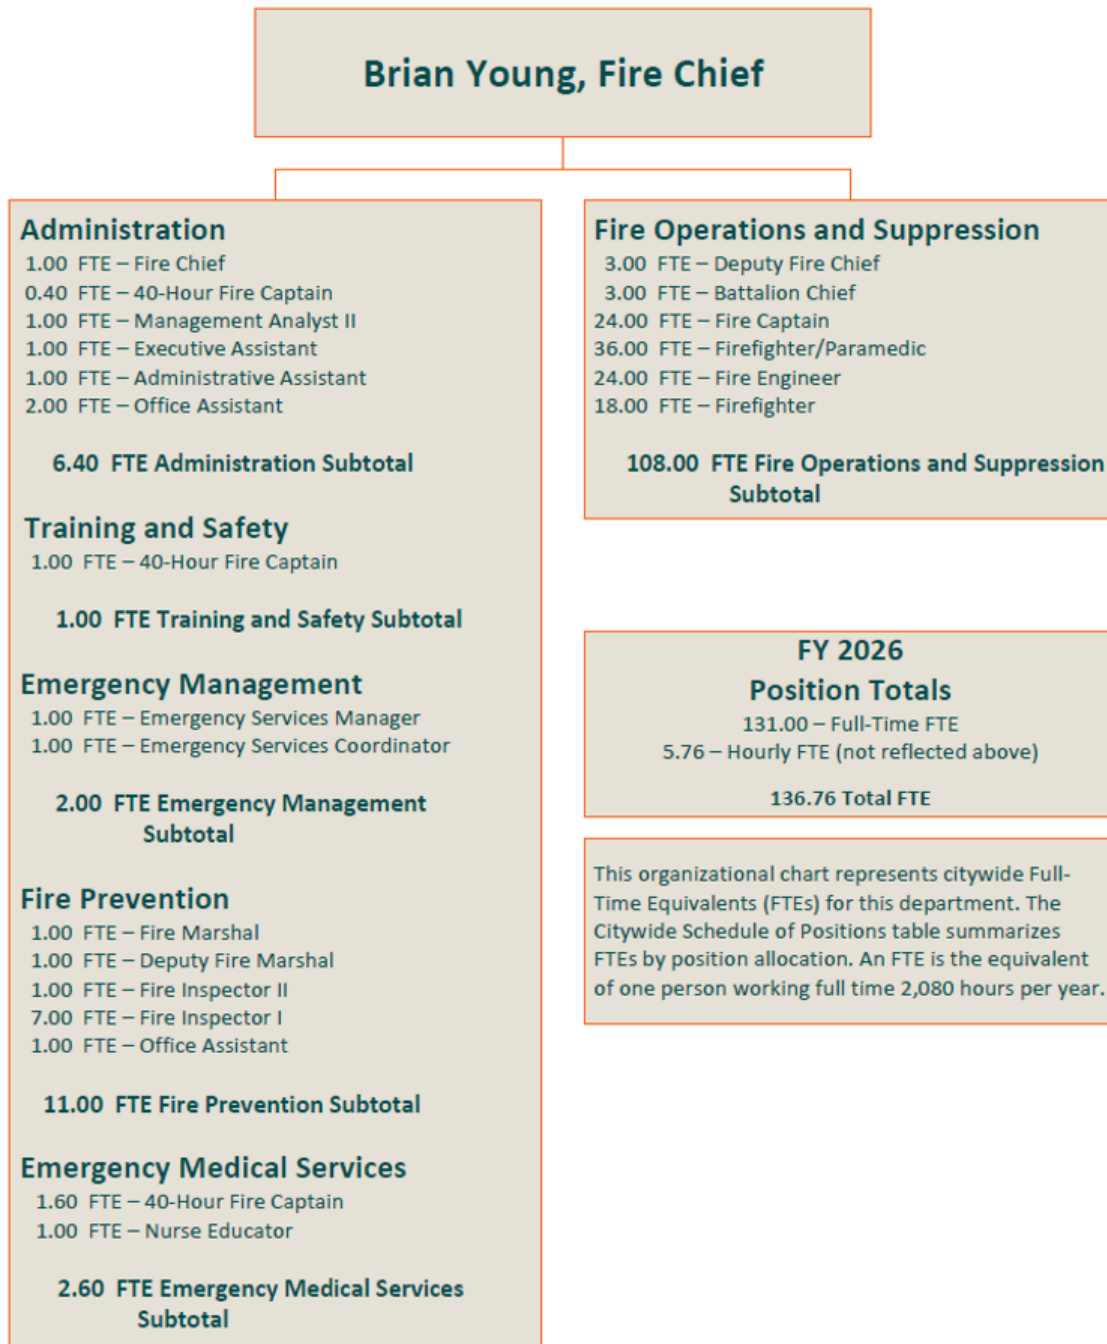 Brian Young, Fire Chief
Administration
1.00 FTE – Fire Chief
0.40 FTE – 40-Hour Fire Captain
1.00 FTE – Management Analyst II
1.00 FTE – Executive Assistant
1.00 FTE – Administrative Assistant
2.00 FTE – Office Assistant
6.40 FTE Administration Subtotal
Training and Safety
1.00 FTE – 40-Hour Fire Captain
1.00 FTE Training and Safety Subtotal
Emergency Management
1.00 FTE – Emergency Services Manager
1.00 FTE – Emergency Services Coordinator
2.00 FTE Emergency Management
Subtotal
Fire Prevention
1.00 FTE – Fire Marshal
1.00 FTE – Deputy Fire Marshal
1.00 FTE – Fire Inspector II
7.00 FTE – Fire Inspector I
1.00 FTE – Office Assistant
11.00 FTE Fire Prevention Subtotal
Emergency Medical Services
1.60 FTE – 40-Hour Fire Captain
1.00 FTE – Nurse Educator
2.60 FTE Emergency Medical Services
Subtotal
Fire Operations and Suppression
3.00 FTE – Deputy Fire Chief
3.00 FTE – Battalion Chief
24.00 FTE – Fire Captain
36.00 FTE – Firefighter/Paramedic
24.00 FTE – Fire Engineer
18.00 FTE – Firefighter
108.00 FTE Fire Operations and Suppression
Subtotal
FY 2026
Position Totals
131.00 – Full-Time FTE
5.76 – Hourly FTE (not reflected above)
136.76 Total FTE
This organizational chart represents citywide Full-
Time Equivalents (FTEs) for this department. The
Citywide Schedule of Positions table summarizes
FTEs by position allocation. An FTE is the equivalent
of one person working full time 2,080 hours per year.